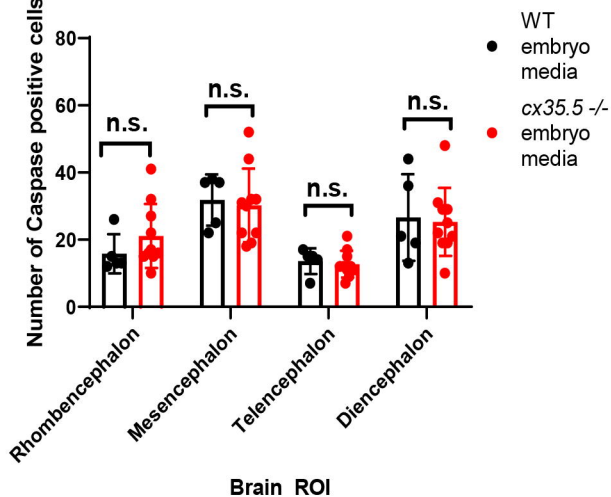 Number of Caspase positive cells
80
60
40
20
0
n.s.
n.s.
n.s.
n.s.
WT
embryo
media
cx35.5 -/-
embryo
media
Rhombencephalon
Mesencephalon
Telencephalon
Diencephalon
Brain ROI